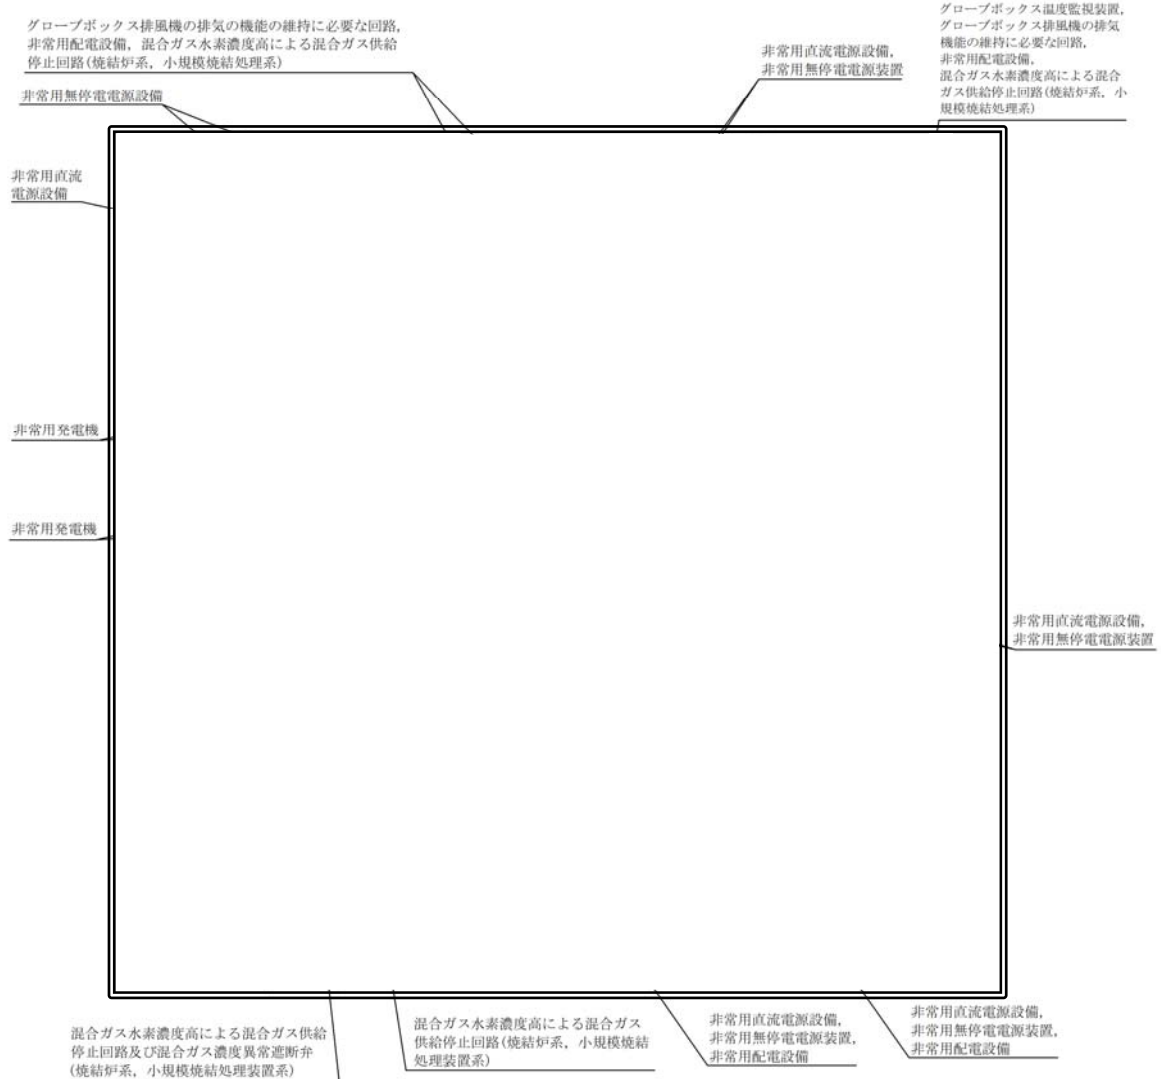 グローブボックス排風機の排気の機能の維持に必要な回路,
非常用配電設備, 混合ガス水素濃度高による混合ガス供給
停止回路(焼結炉系, 小規模焼結処理系)
非常用無停電電源設備
非常用直流電源設備,
非常用無停電電源装置
グローブボックス温度監視装置,
グローブボックス排風機の排気
機能の維持に必要な回路,
非常用配電設備,
混合ガス水素濃度高による混合
ガス供給停止回路(焼結炉系, 小
規模焼結処理系)
非常用直流
電源設備
非常用発電機
非常用発電機
非常用直流電源設備,
非常用無停電電源装置
混合ガス水素濃度高による混合ガス供給
停止回路及び混合ガス濃度異常遮断弁
(焼結炉系, 小規模焼結処理装置系)
混合ガス水素濃度高による混合ガス
供給停止回路(焼結炉系, 小規模焼結
処理装置系)
非常用直流電源設備,
非常用無停電電源装置,
非常用配電設備
非常用直流電源設備,
非常用無停電電源装置,
非常用配電設備